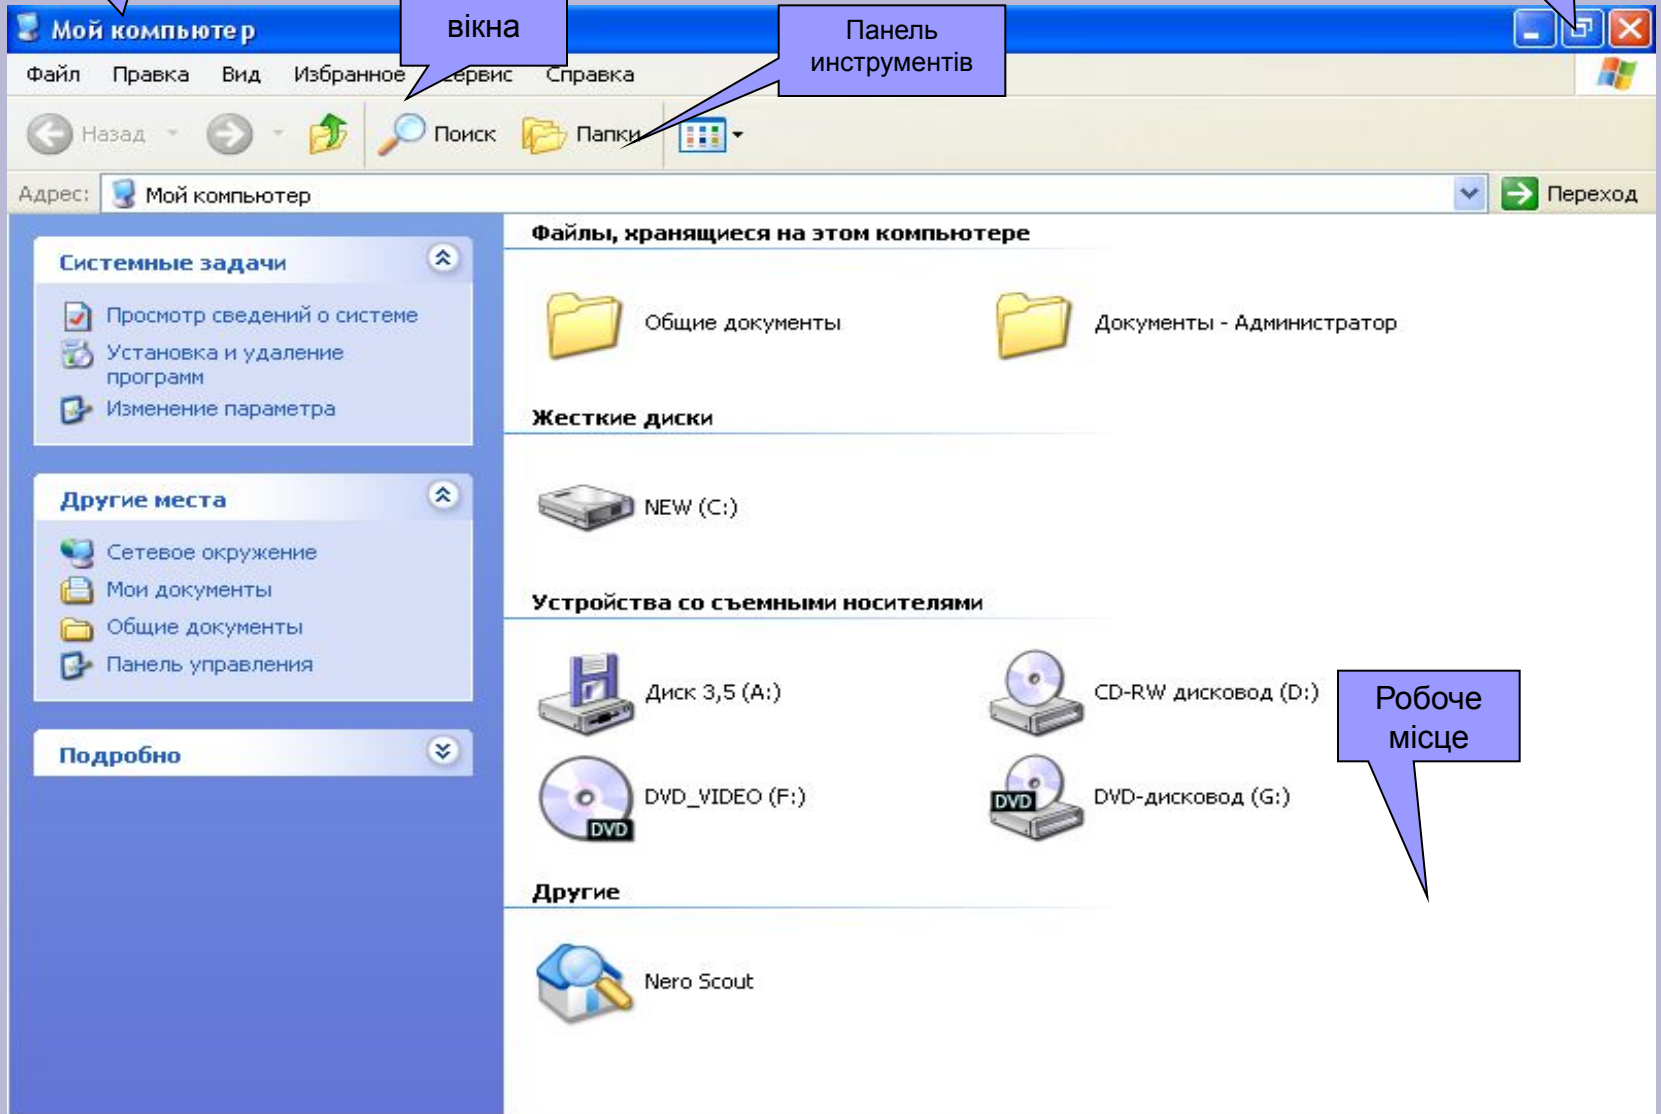 Мой компьютер
вікна
Панель
инструментів
Файл Правка Вид Избранное Сервис Справка
Назад Поиск Папки
Адрес: Мой компьютер Переход
Системные задачи
Просмотр сведений о системе
Установка и удаление
программ
Изменение параметра
Другие места
Сетевое окружение
Мои документы
Общие документы
Панель управления
Подробно
Файлы, хранящиеся на этом компьютере
Общие документы Документы - Администратор
Жесткие диски
NEW (C:)
Устройства со съемными носителями
Диск 3,5 (A:) CD-RW дисковод (D:)
DVD_VIDEO (F:) DVD-дисковод (G:)
DVD DVD
Другие
Nero Scout
Робоче
місце